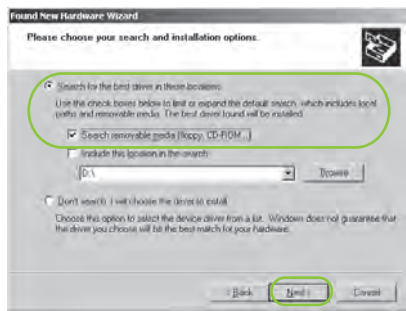 Found New Hardware Wizard
Please choose your search and installation options.
Search for the best driver in these locations.
Use the check boxes below to limit or expand the default search, which includes local
paths and removable media. The best driver found will be installed.
Search removable media (floppy, CD-ROM...)
Include this location in the search:
D:\
Browse
Don't search. I will choose the driver to install.
Choose this option to select the device driver from a list. Windows does not guarantee that
the driver you choose will be the best match for your hardware.
< Back
Next >
Cancel